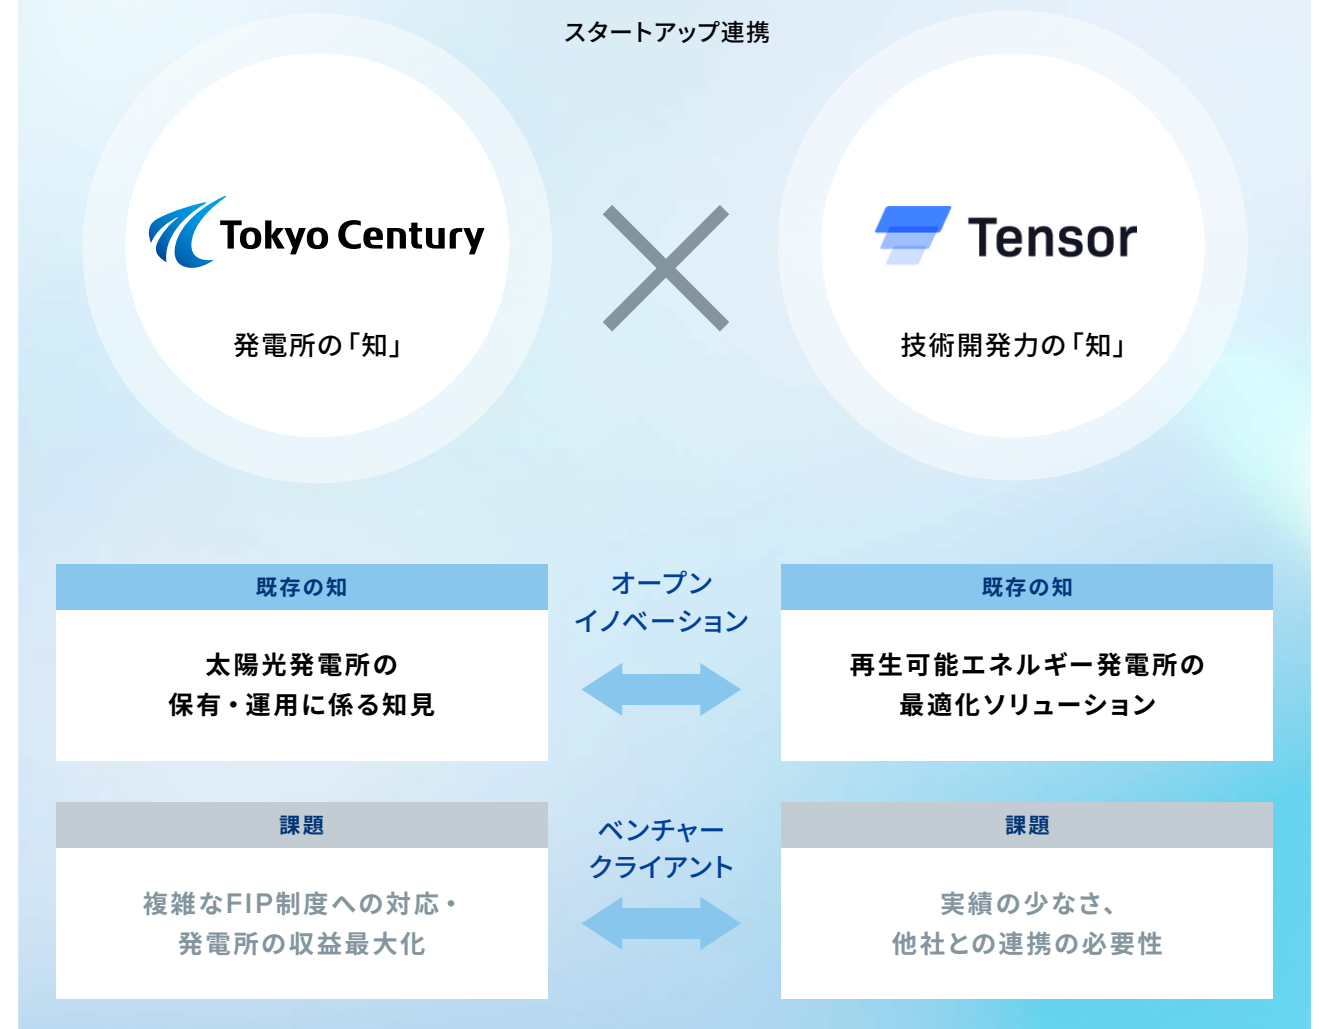 スタートアップ連携
Tokyo Century
発電所の「知」
Tensor
技術開発力の「知」
既存の知
太陽光発電所の
保有・運用に係る知見
オープン
イノベーション
既存の知
再生可能エネルギー発電所の
最適化ソリューション
課題
複雑なFIP制度への対応・
発電所の収益最大化
ベンチャー
クライアント
課題
実績の少なさ、
他社との連携の必要性